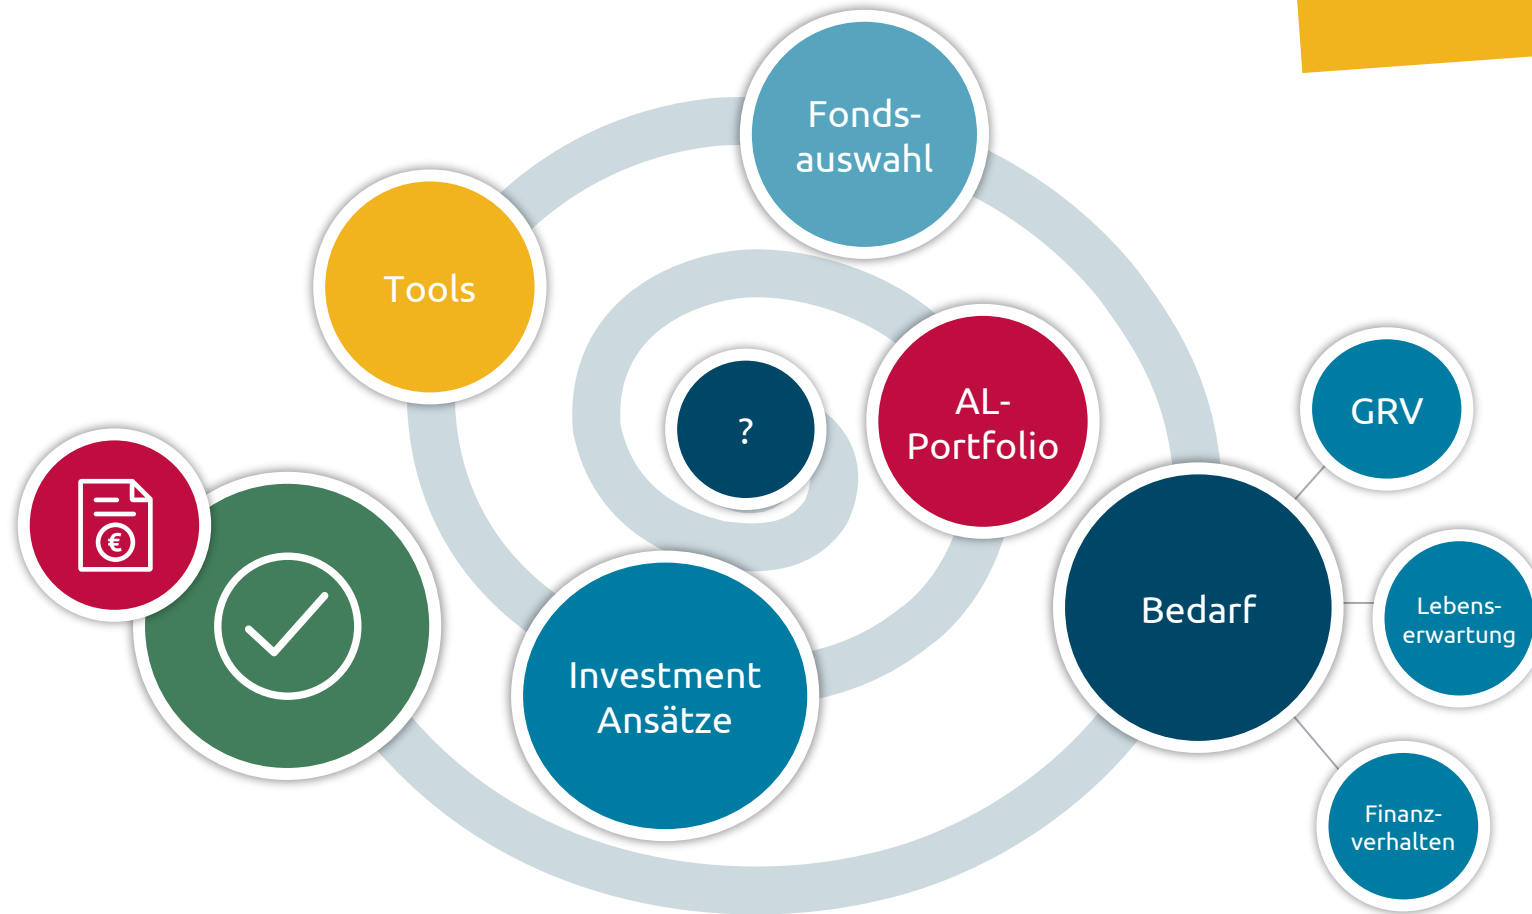 Fonds-
auswahl
Tools
?
AL-
Portfolio
GRV
€
Bedarf
Lebens-
erwartung
Investment
Ansätze
Finanz-
verhalten